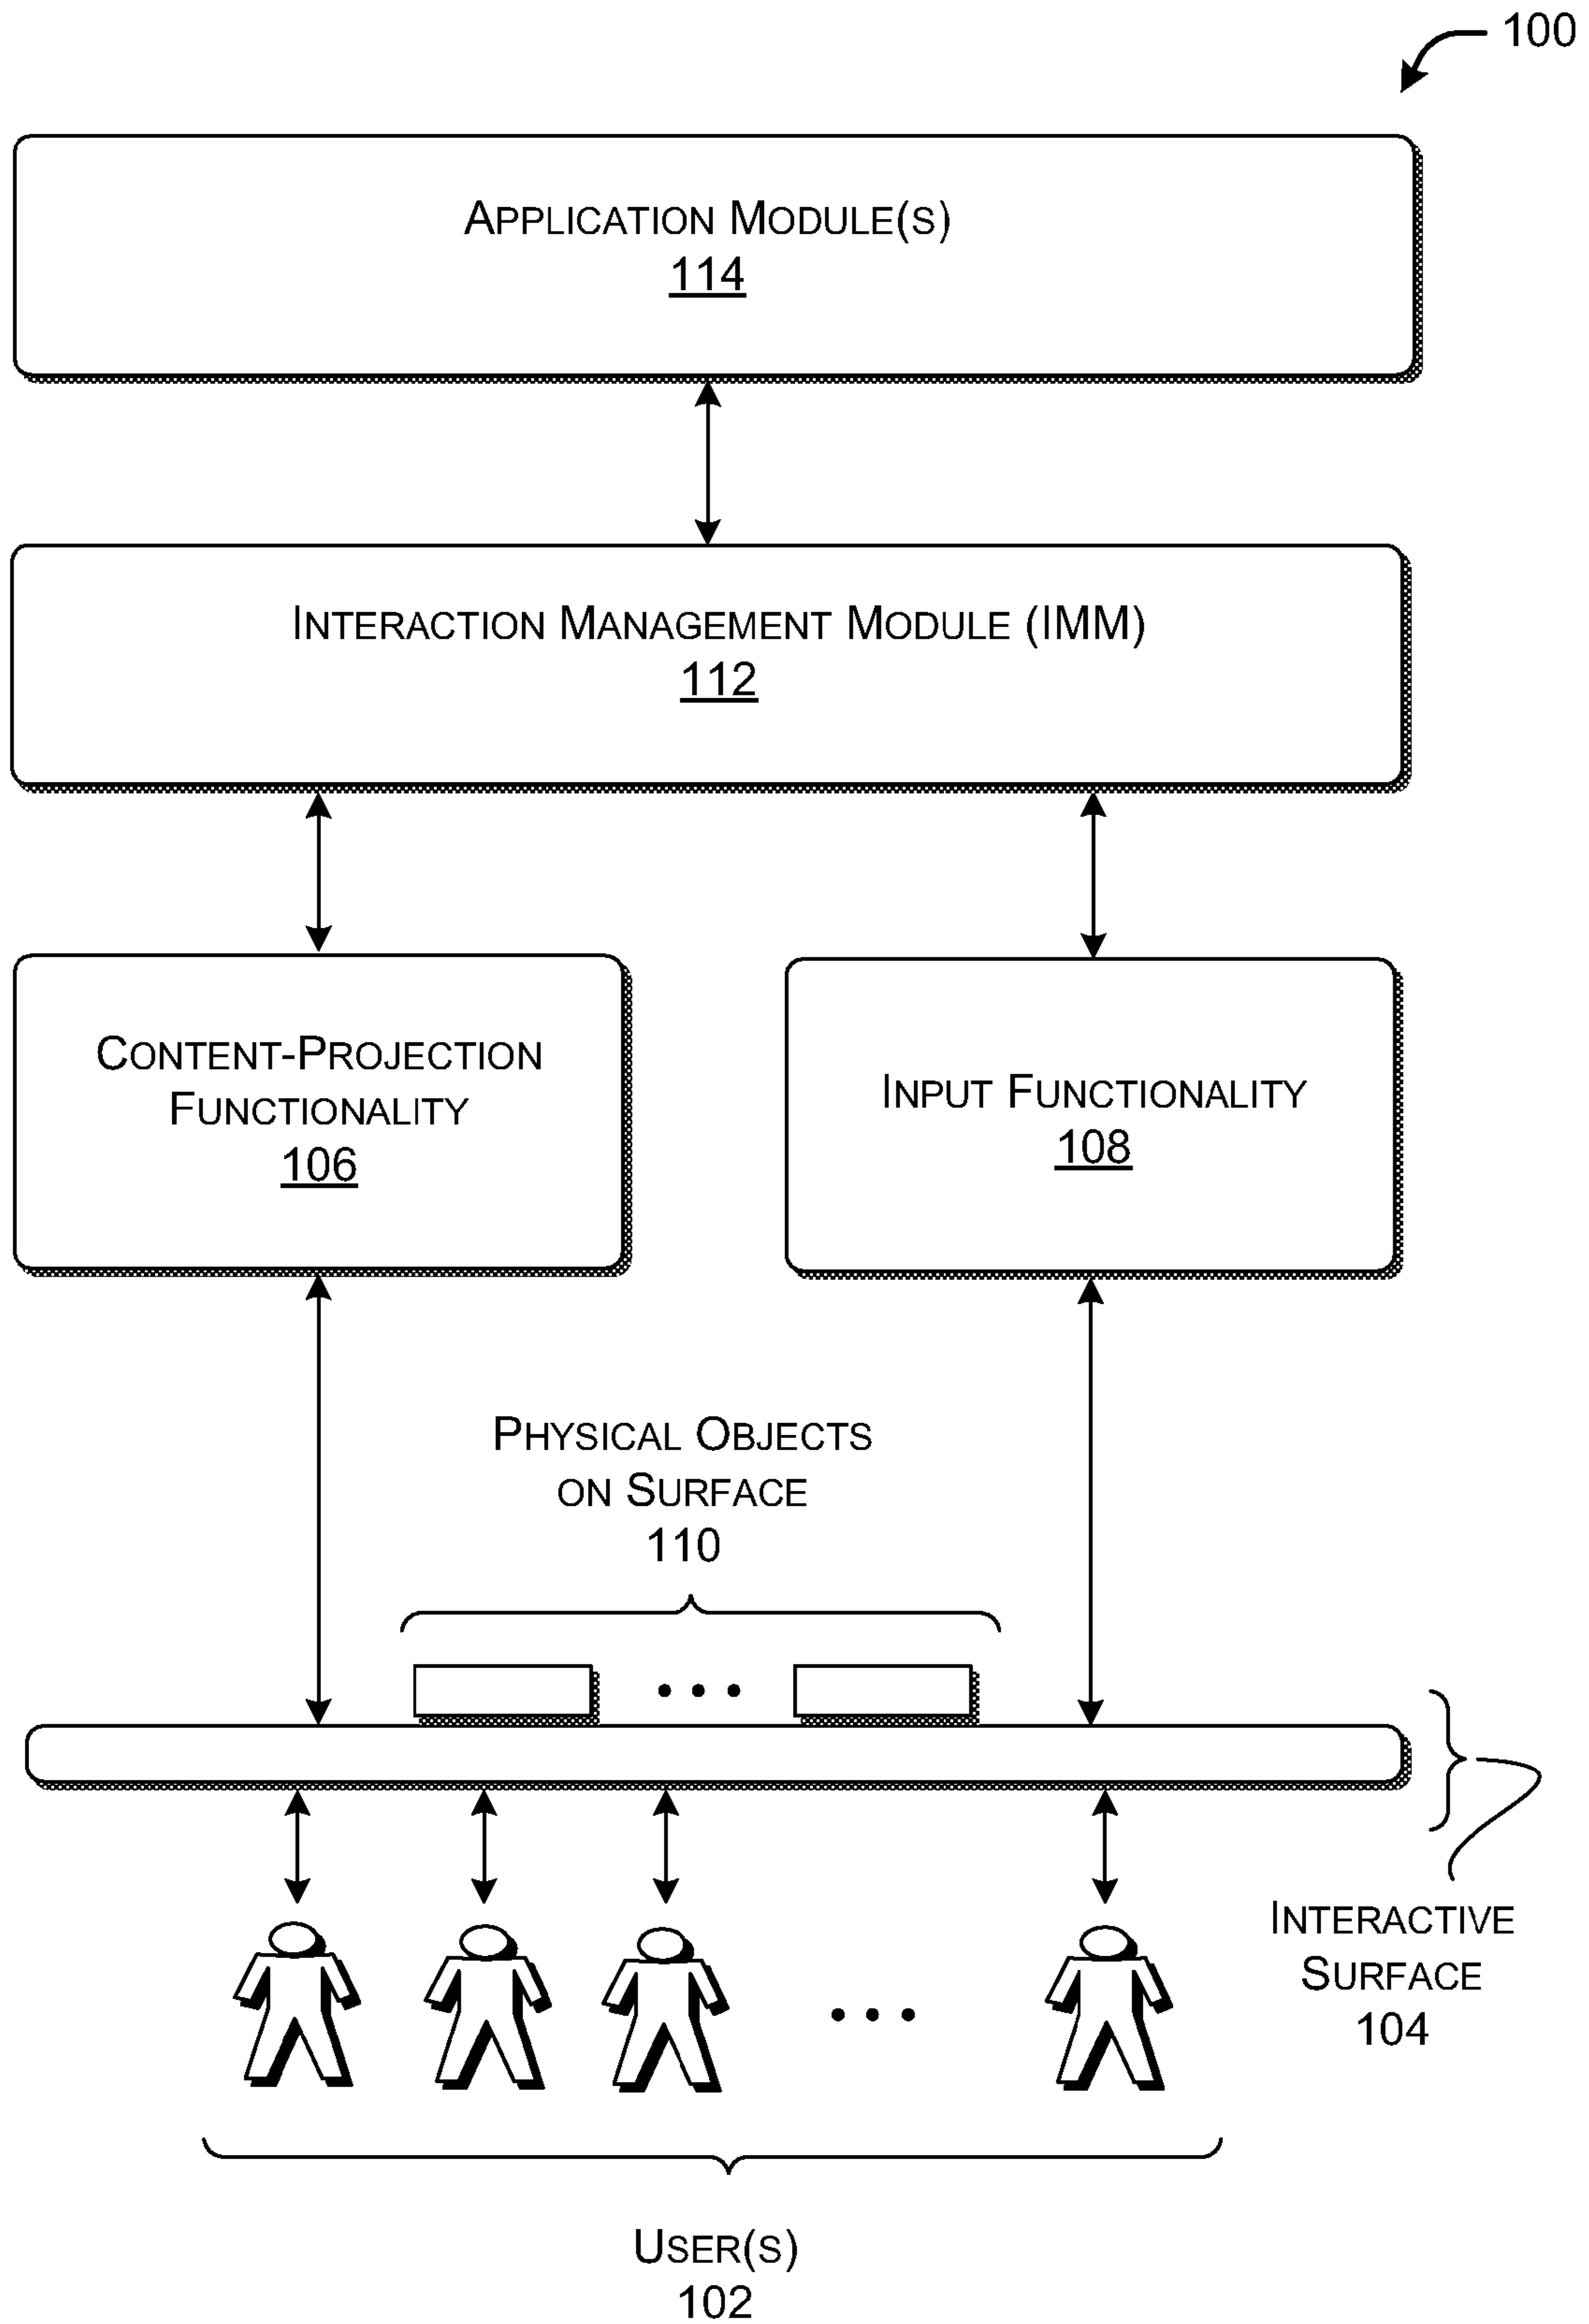 100
APPLICATION MODULE(S)
114
INTERACTION MANAGEMENT MODULE (IMM)
112
CONTENT-PROJECTION
FUNCTIONALITY
106
INPUT FUNCTIONALITY
108
PHYSICAL OBJECTS
ON SURFACE
110
INTERACTIVE
SURFACE
104
USER(S)
102